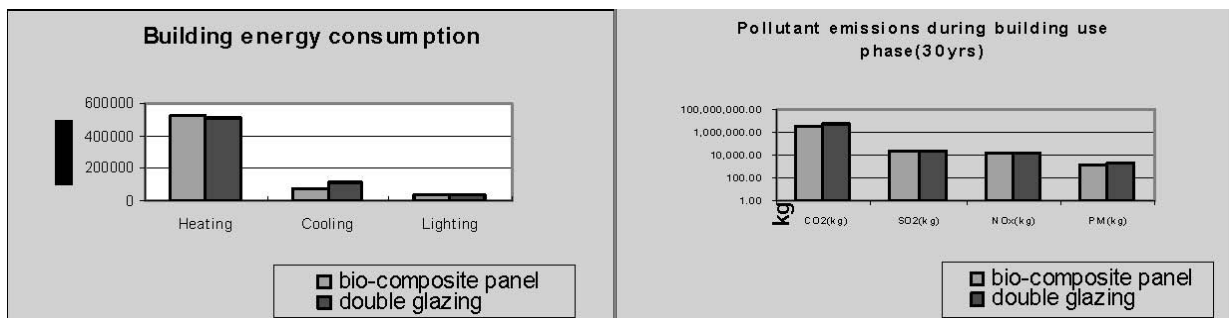 Building energy consumption
600000
400000
200000
0
Heating Cooling Lighting
bio-composite panel
double glazing
Pollutant emissions during building use
phase(30yrs)
100,000,000.00
1,000,000.00
10,000.00
100.00
1.00
kg
CO2(kg) SO2(kg) NOx(kg) PM(kg)
bio-composite panel
double glazing